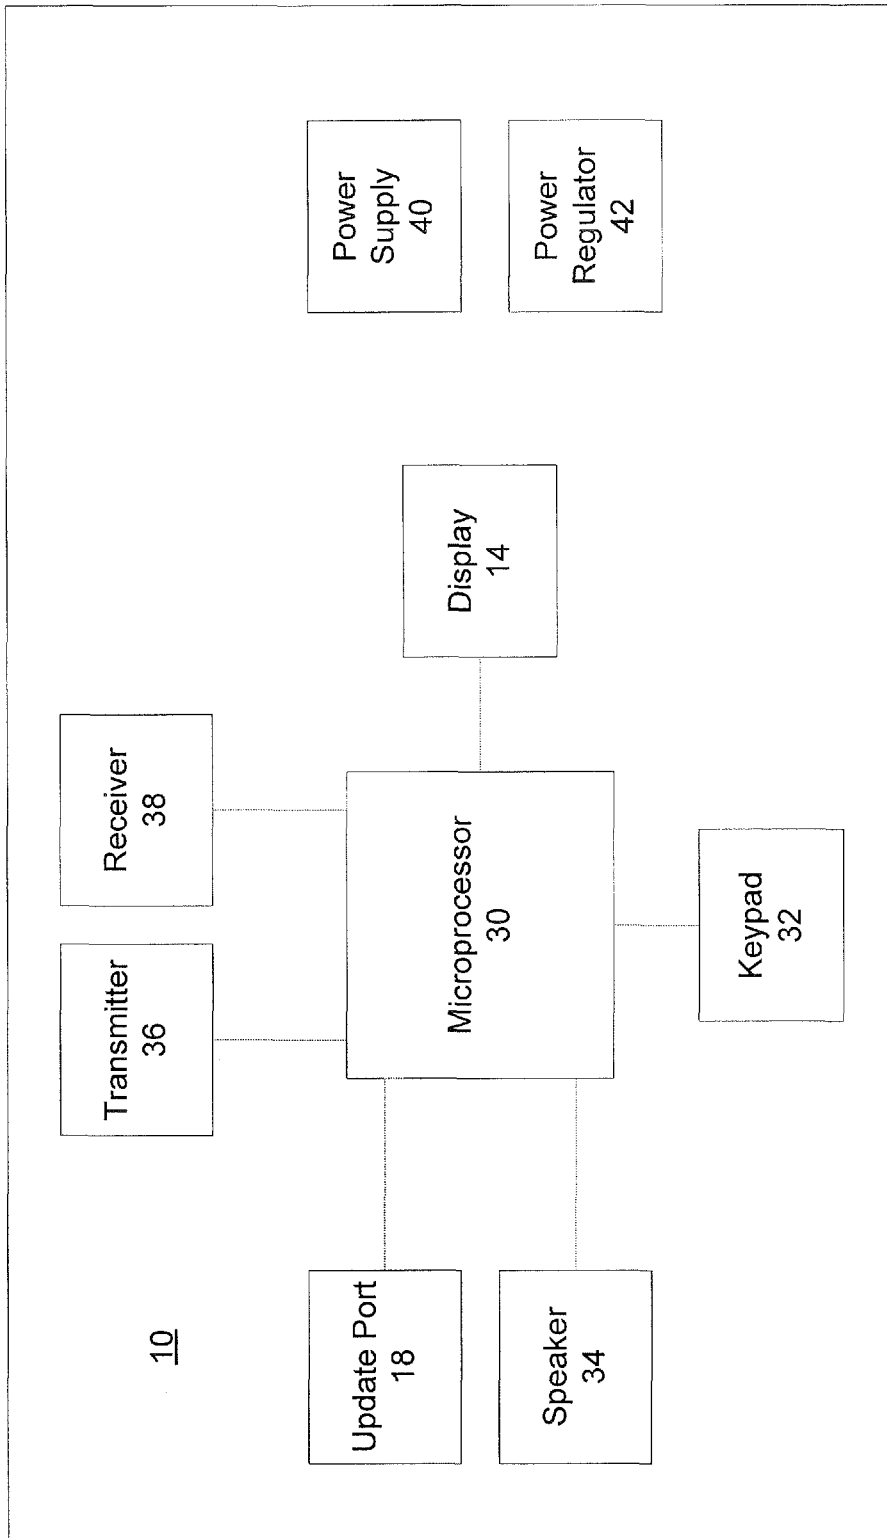 10
Transmitter
36
Receiver
38
Update Port
18
Microprocessor
30
Display
14
Power
Supply
40
Speaker
34
Keypad
32
Power
Regulator
42